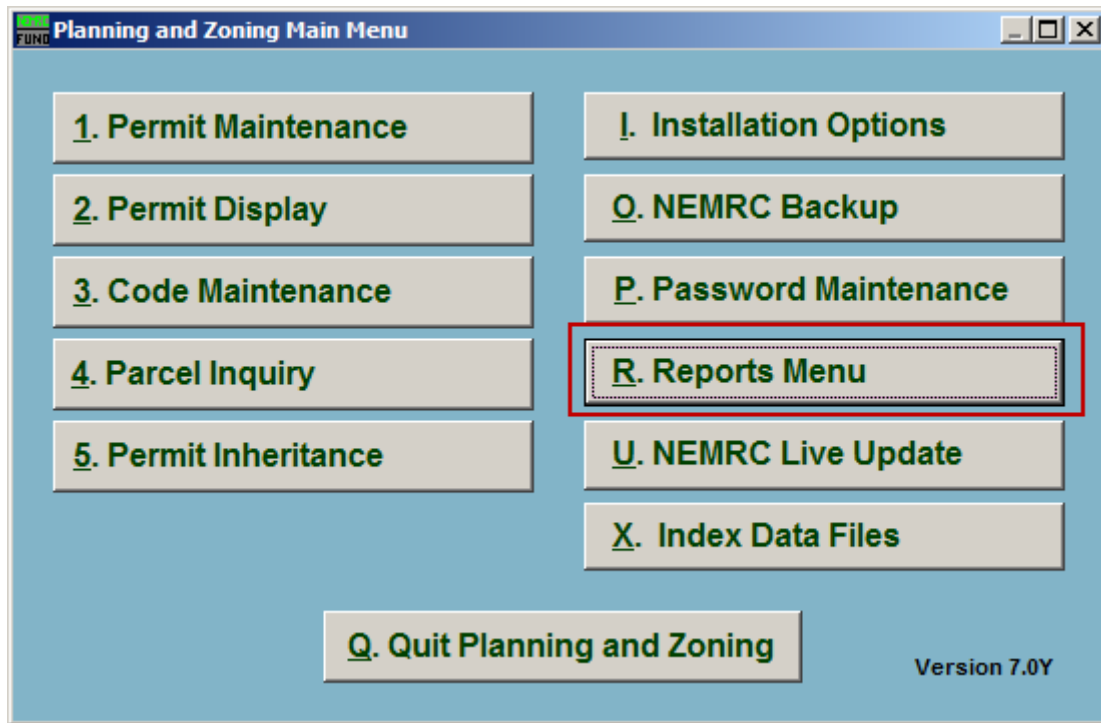 NEMRC
FUND
Planning and Zoning Main Menu
1. Permit Maintenance
2. Permit Display
3. Code Maintenance
4. Parcel Inquiry
5. Permit Inheritance
I. Installation Options
O. NEMRC Backup
P. Password Maintenance
R. Reports Menu
U. NEMRC Live Update
X. Index Data Files
Q. Quit Planning and Zoning
Version 7.0Y